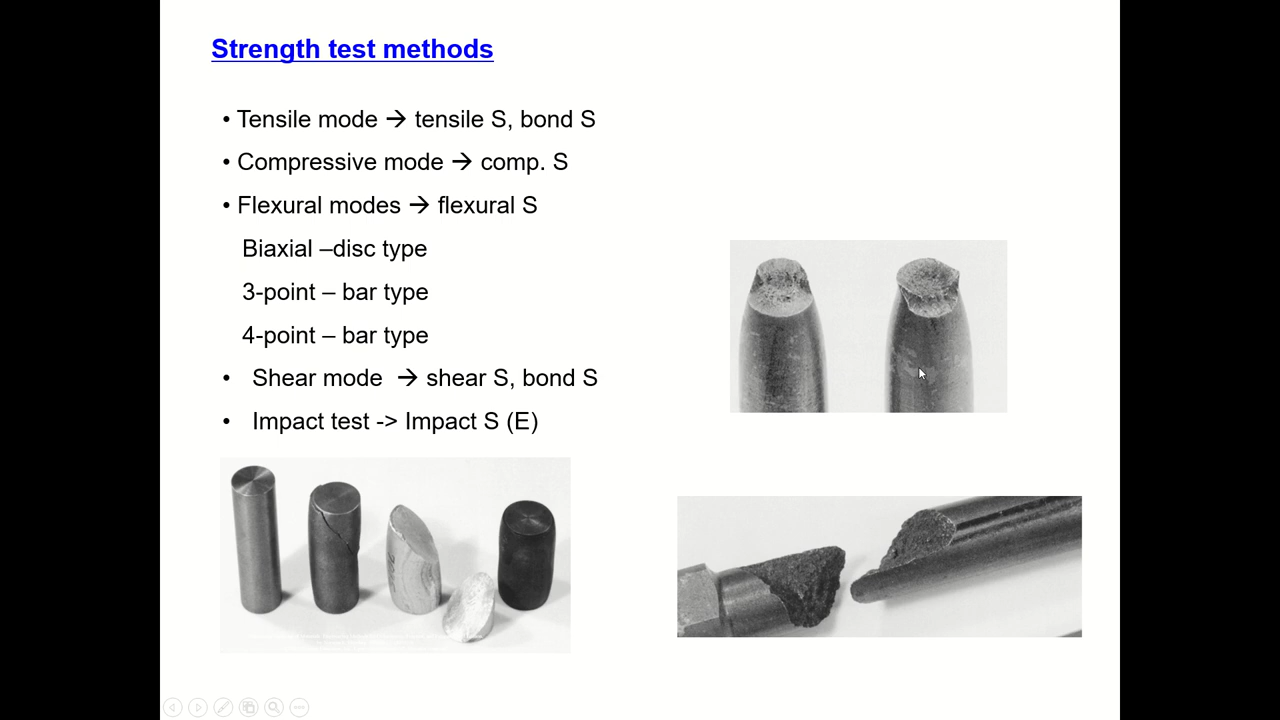 Strength test methods
• Tensile mode → tensile S, bond S
• Compressive mode → comp. S
• Flexural modes → flexural S
Biaxial –disc type
3-point – bar type
4-point – bar type
• Shear mode → shear S, bond S
• Impact test -> Impact S (E)